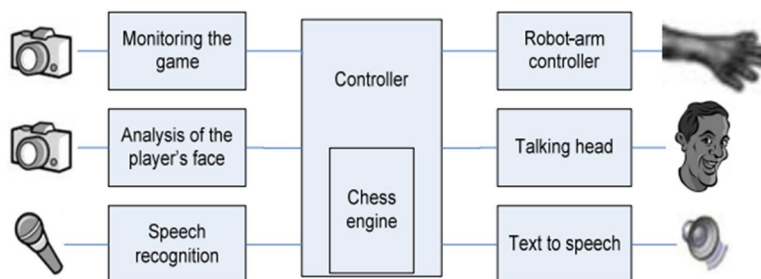 Monitoring the
game
Analysis of the
player's face
Speech
recognition
Controller
Chess
engine
Robot-arm
controller
Talking head
Text to speech